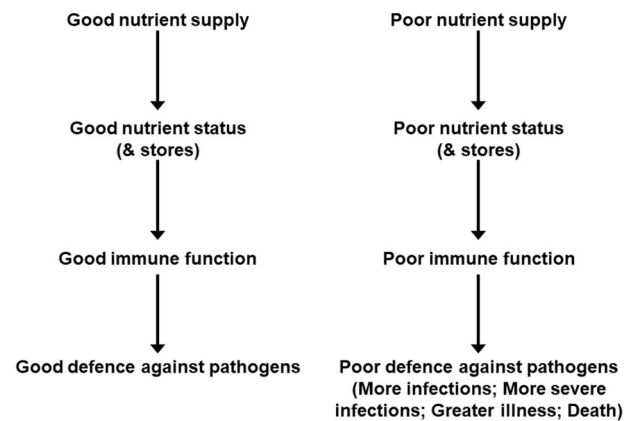 Good nutrient supply
Good nutrient status
(& stores)
Good immune function
Good defence against pathogens
Poor nutrient supply
Poor nutrient status
(& stores)
Poor immune function
Poor defence against pathogens
(More infections; More severe
infections; Greater illness; Death)